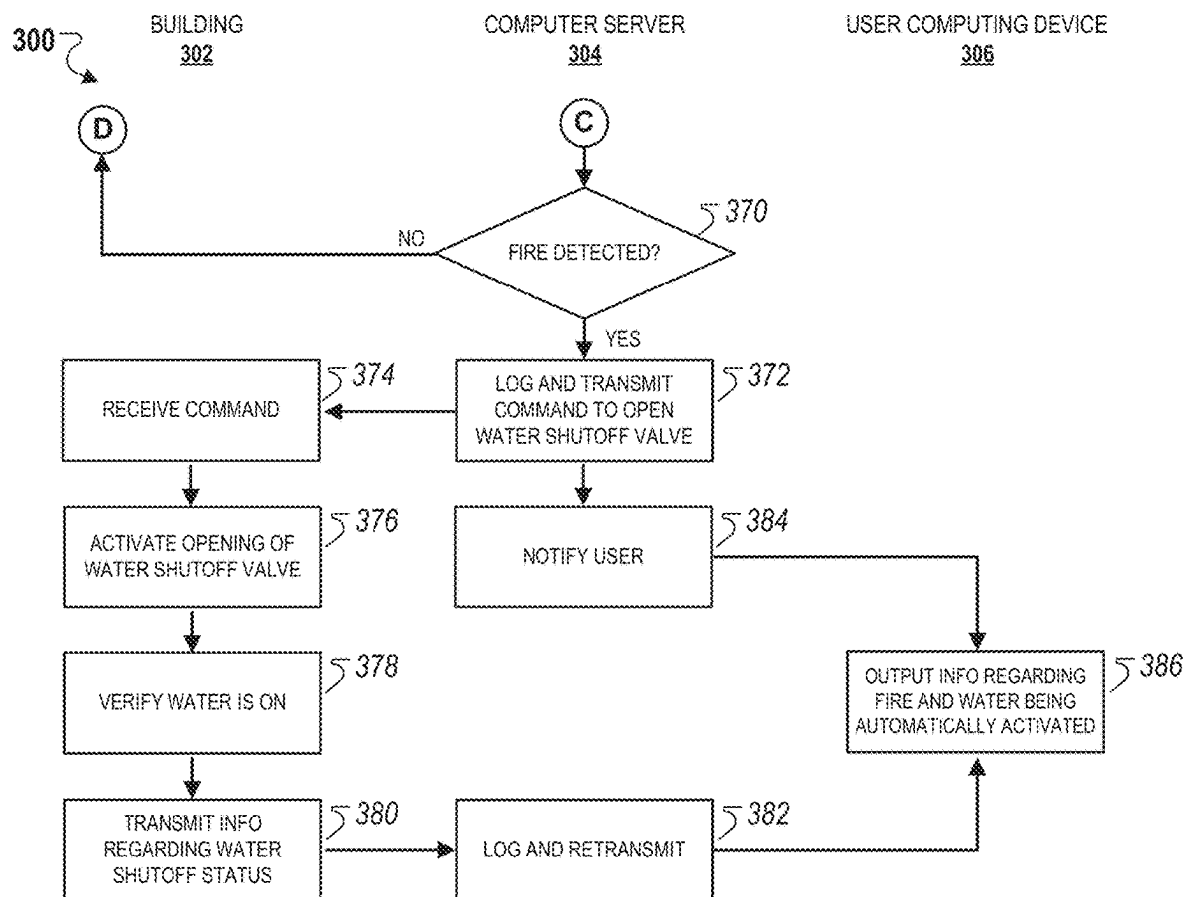 BUILDING
302
COMPUTER SERVER
304
USER COMPUTING DEVICE
306
300
D
C
370
NO
FIRE DETECTED?
YES
374
RECEIVE COMMAND
372
LOG AND TRANSMIT
COMMAND TO OPEN
WATER SHUTOFF VALVE
376
ACTIVATE OPENING OF
WATER SHUTOFF VALVE
384
NOTIFY USER
378
VERIFY WATER IS ON
386
OUTPUT INFO REGARDING
FIRE AND WATER BEING
AUTOMATICALLY ACTIVATED
380
TRANSMIT INFO
REGARDING WATER
SHUTOFF STATUS
382
LOG AND RETRANSMIT